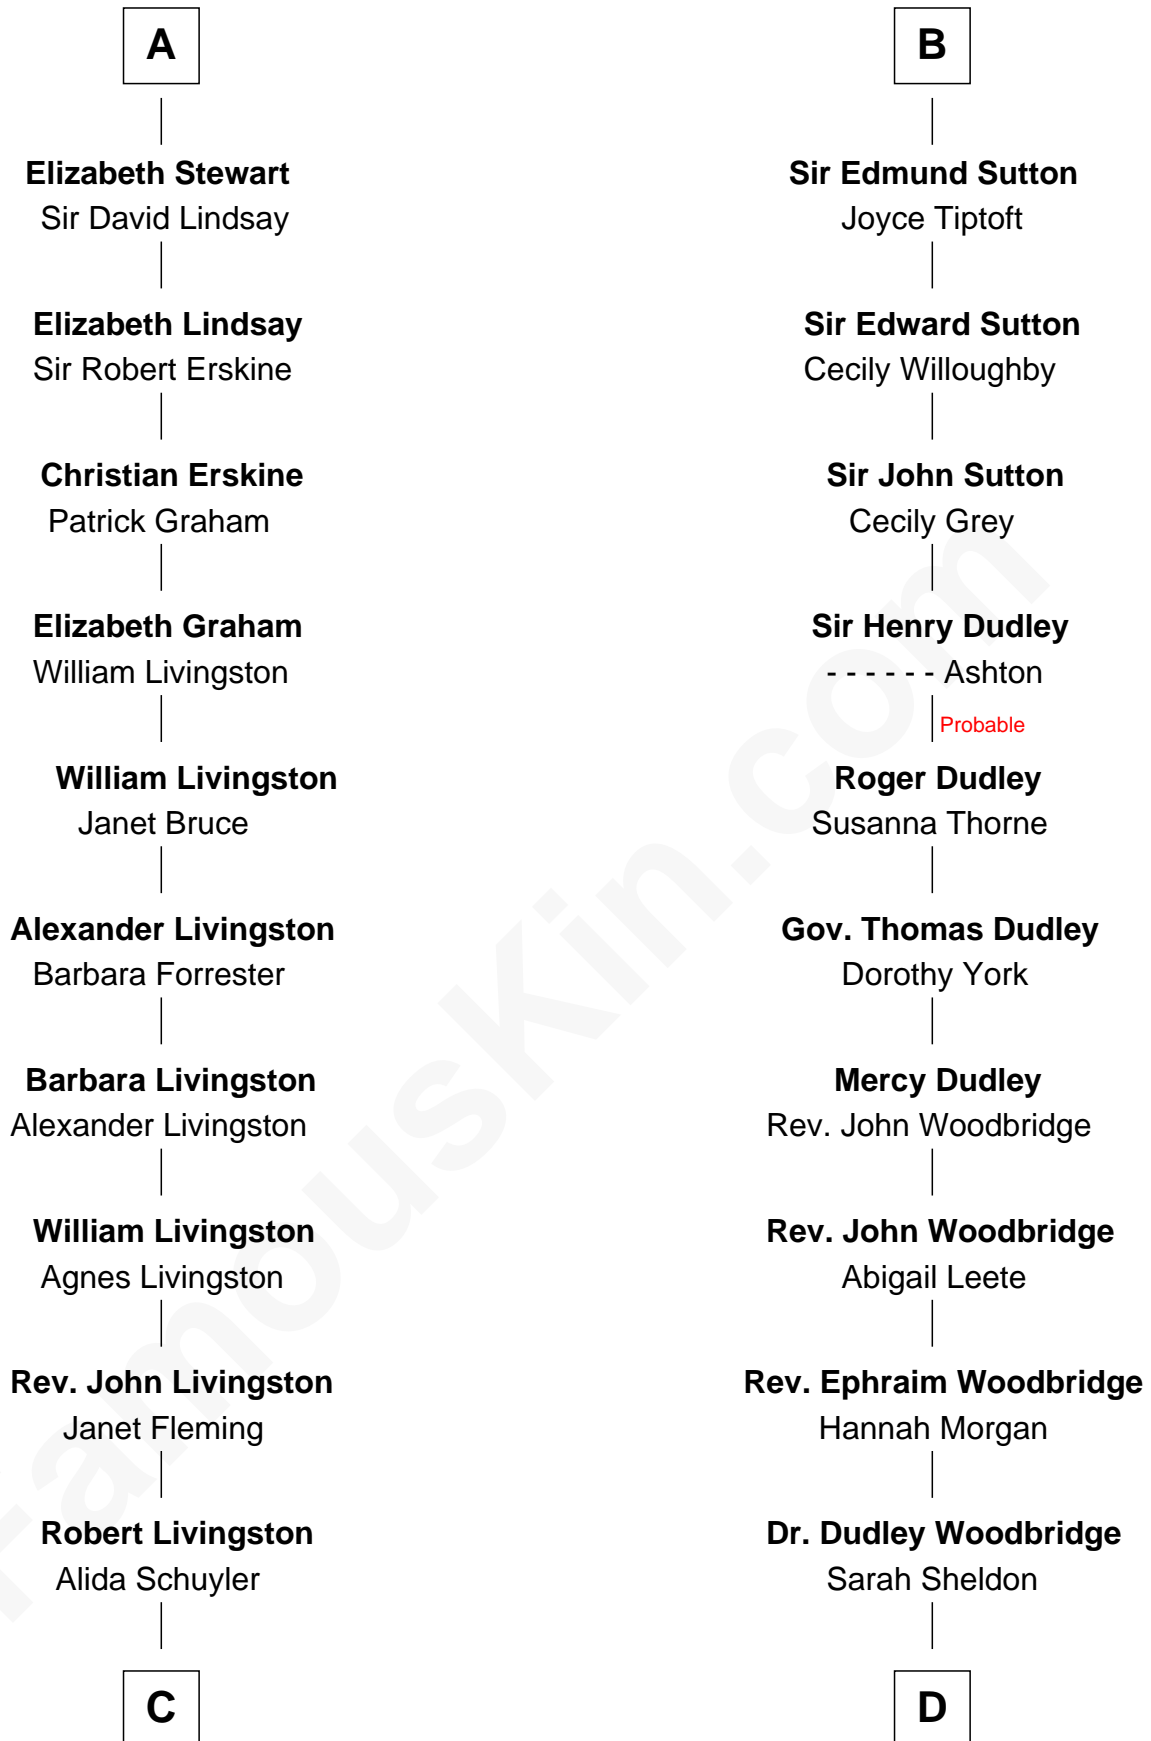 A
Elizabeth Stewart
Sir David Lindsay
Elizabeth Lindsay
Sir Robert Erskine
Christian Erskine
Patrick Graham
Elizabeth Graham
William Livingston
William Livingston
Janet Bruce
Alexander Livingston
Barbara Forrester
Barbara Livingston
Alexander Livingston
William Livingston
Agnes Livingston
Rev. John Livingston
Janet Fleming
Robert Livingston
Alida Schuyler
C
B
Sir Edmund Sutton
Joyce Tiptoft
Sir Edward Sutton
Cecily Willoughby
Sir John Sutton
Cecily Grey
Sir Henry Dudley
- - - - - - Ashton
Probable
Roger Dudley
Susanna Thorne
Gov. Thomas Dudley
Dorothy York
Mercy Dudley
Rev. John Woodbridge
Rev. John Woodbridge
Abigail Leete
Rev. Ephraim Woodbridge
Hannah Morgan
Dr. Dudley Woodbridge
Sarah Sheldon
D
FamousKin.com